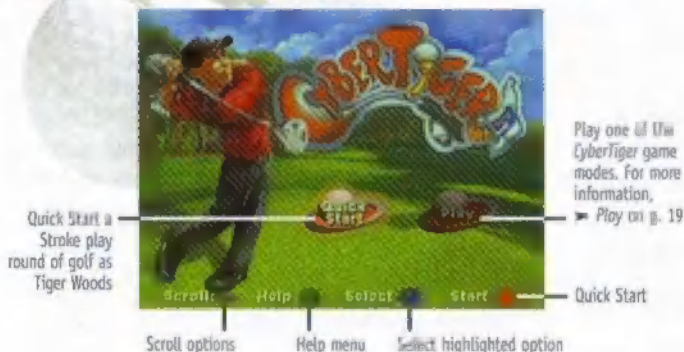 CYBERTIGER
Play one of the
CyberTiger game
modes. For more
information,
► Play on p. 19
Quick Start a
Stroke play
round of golf as
Tiger Woods
Quick
Start
Play
Scroll
Help
Select
Start
Quick Start
Scroll options
Help menu
Select highlighted option